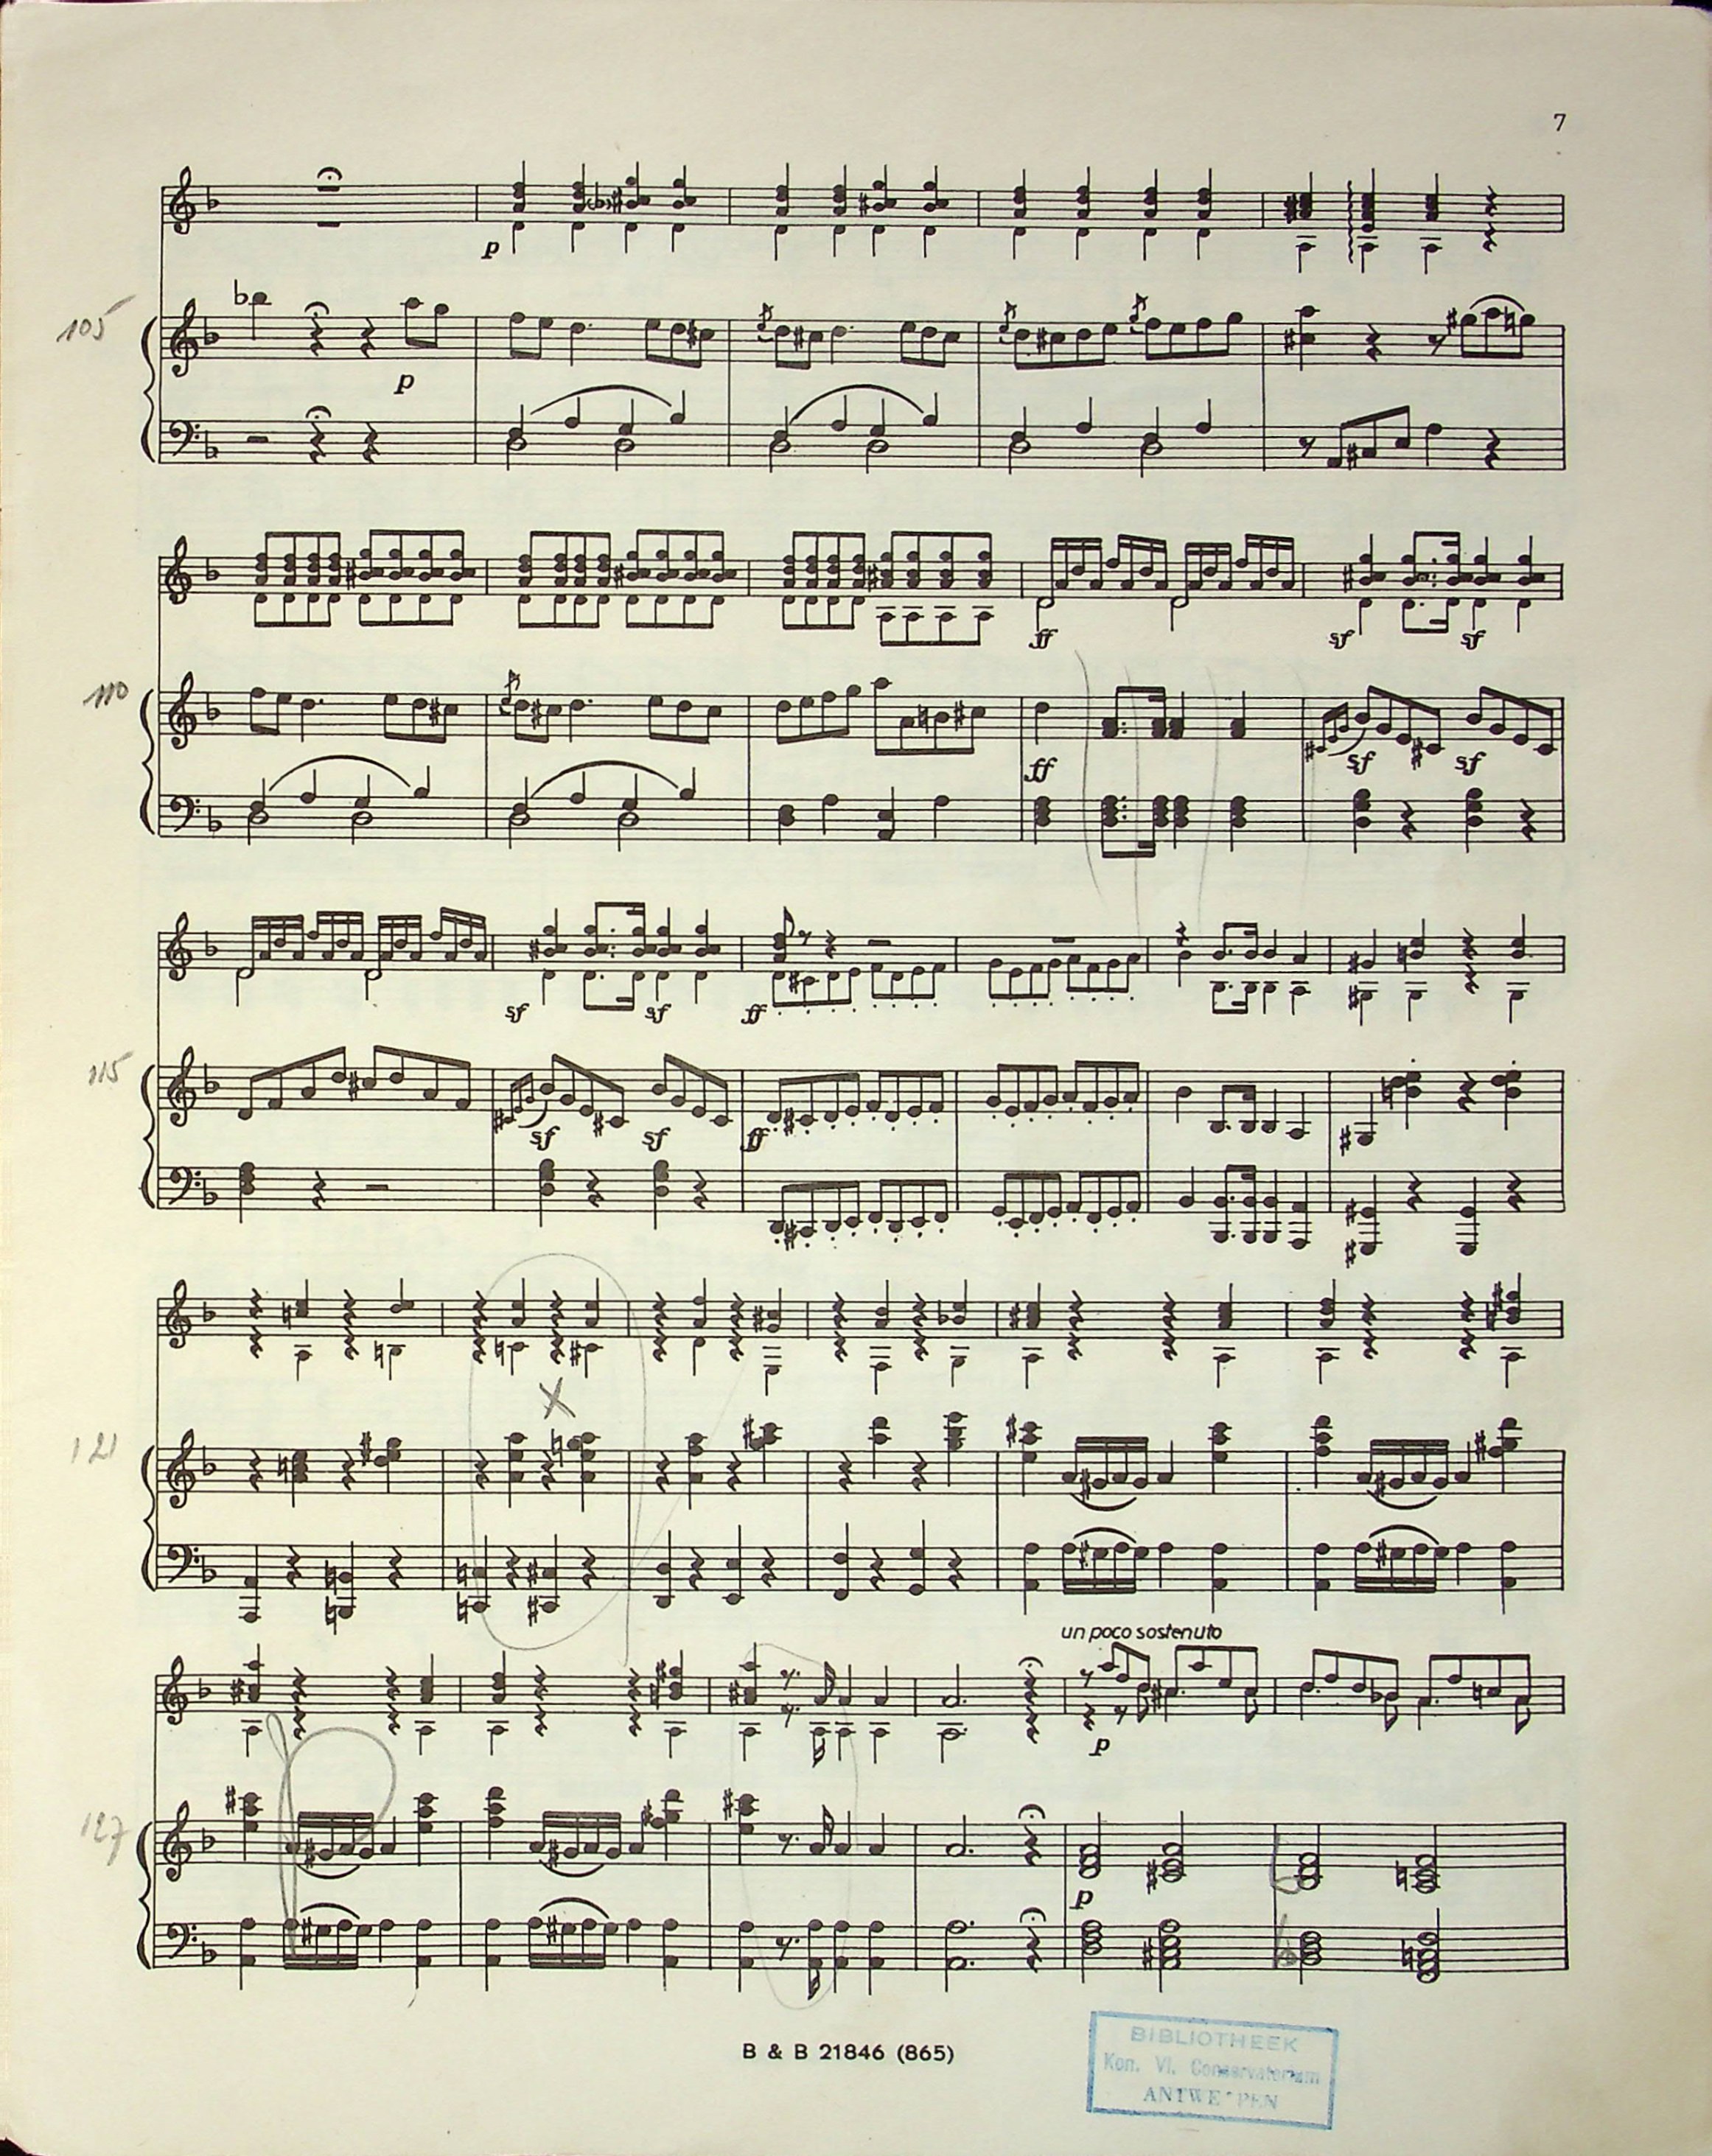 7
p
105
p
110
ff
sf
sf
ff
sf
sf
sf
sf
ff
115
sf
sf
ff
121
un poco sostenuto
p
127
p
B & B 21846 (865)
BIBLIOTHEEK
Kon. Vl. Conservatorium
ANTWERPEN